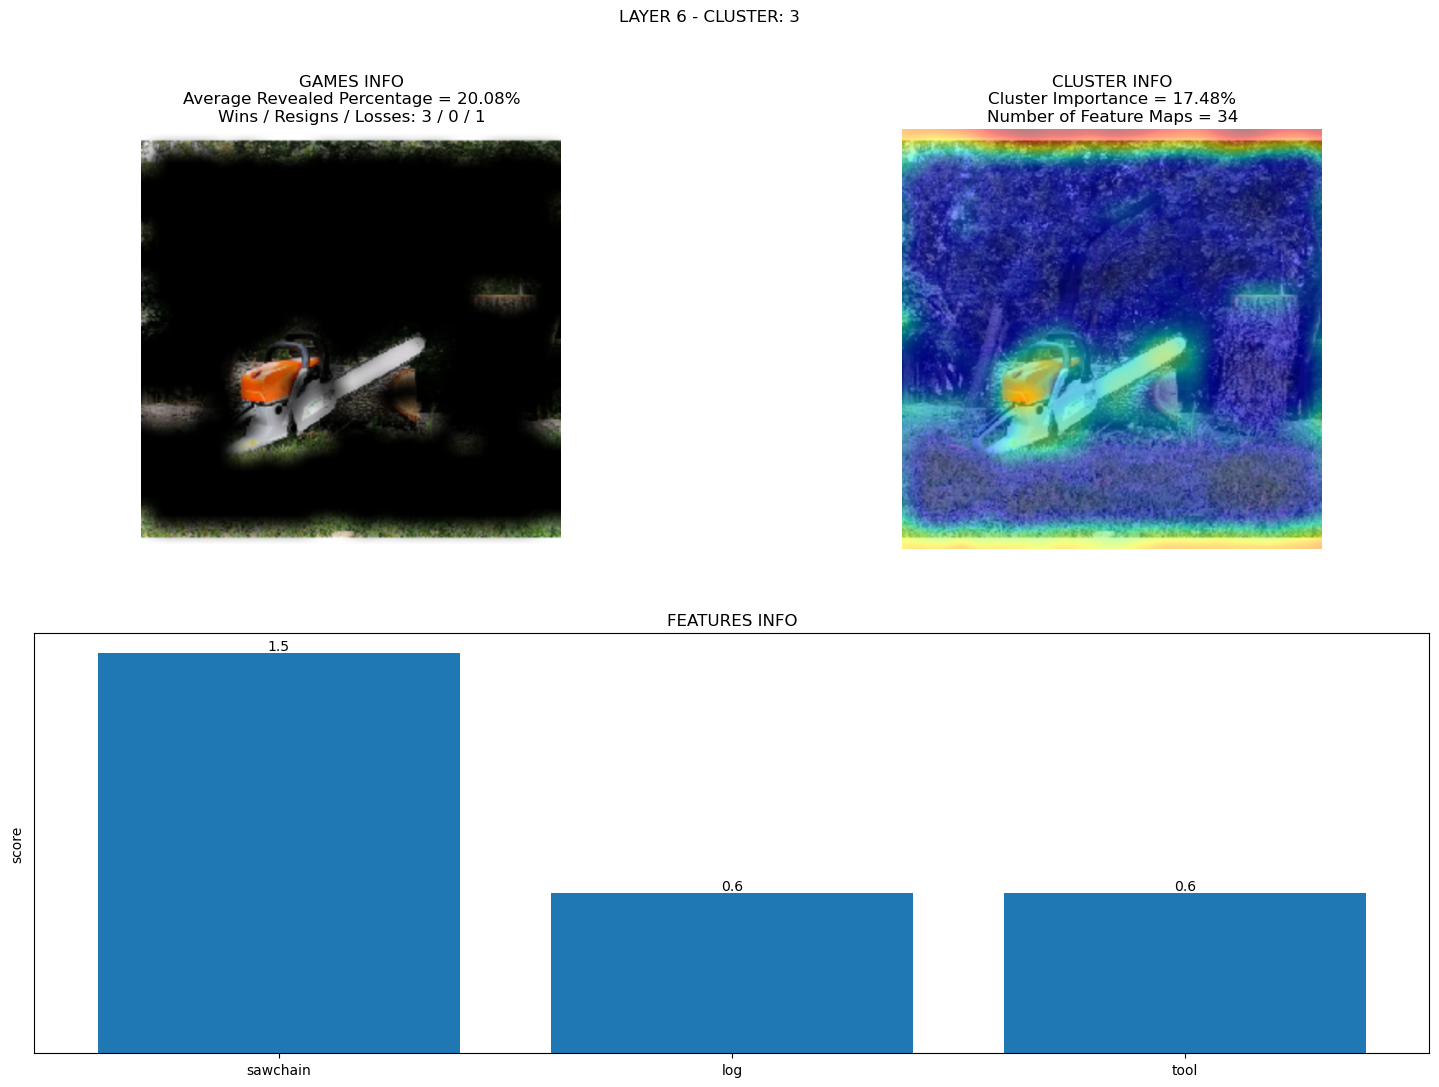 LAYER 6 - CLUSTER: 3
GAMES INFO
Average Revealed Percentage = 20.08%
Wins / Resigns / Losses: 3 / 0 / 1
CLUSTER INFO
Cluster Importance = 17.48%
Number of Feature Maps = 34
FEATURES INFO
score
1.5
0.6
0.6
sawchain
log
tool